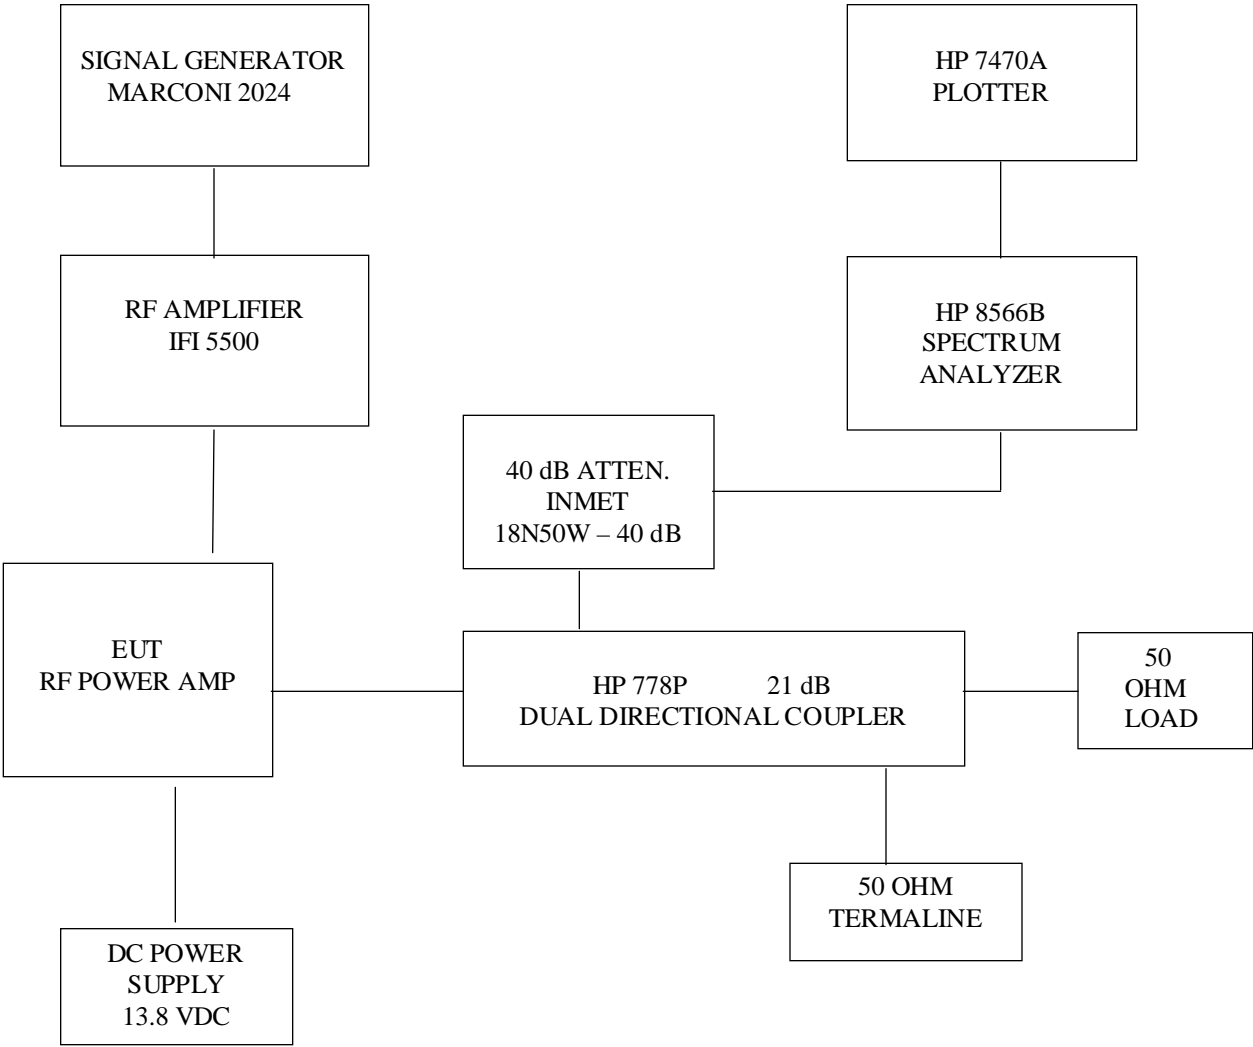 SIGNAL GENERATOR
MARCONI 2024
HP 7470A
PLOTTER
RF AMPLIFIER
IFI 5500
HP 8566B
SPECTRUM
ANALYZER
40 dB ATTEN.
INMET
18N50W – 40 dB
EUT
RF POWER AMP
HP 778P 21 dB
DUAL DIRECTIONAL COUPLER
50
OHM
LOAD
50 OHM
TERMALINE
DC POWER
SUPPLY
13.8 VDC